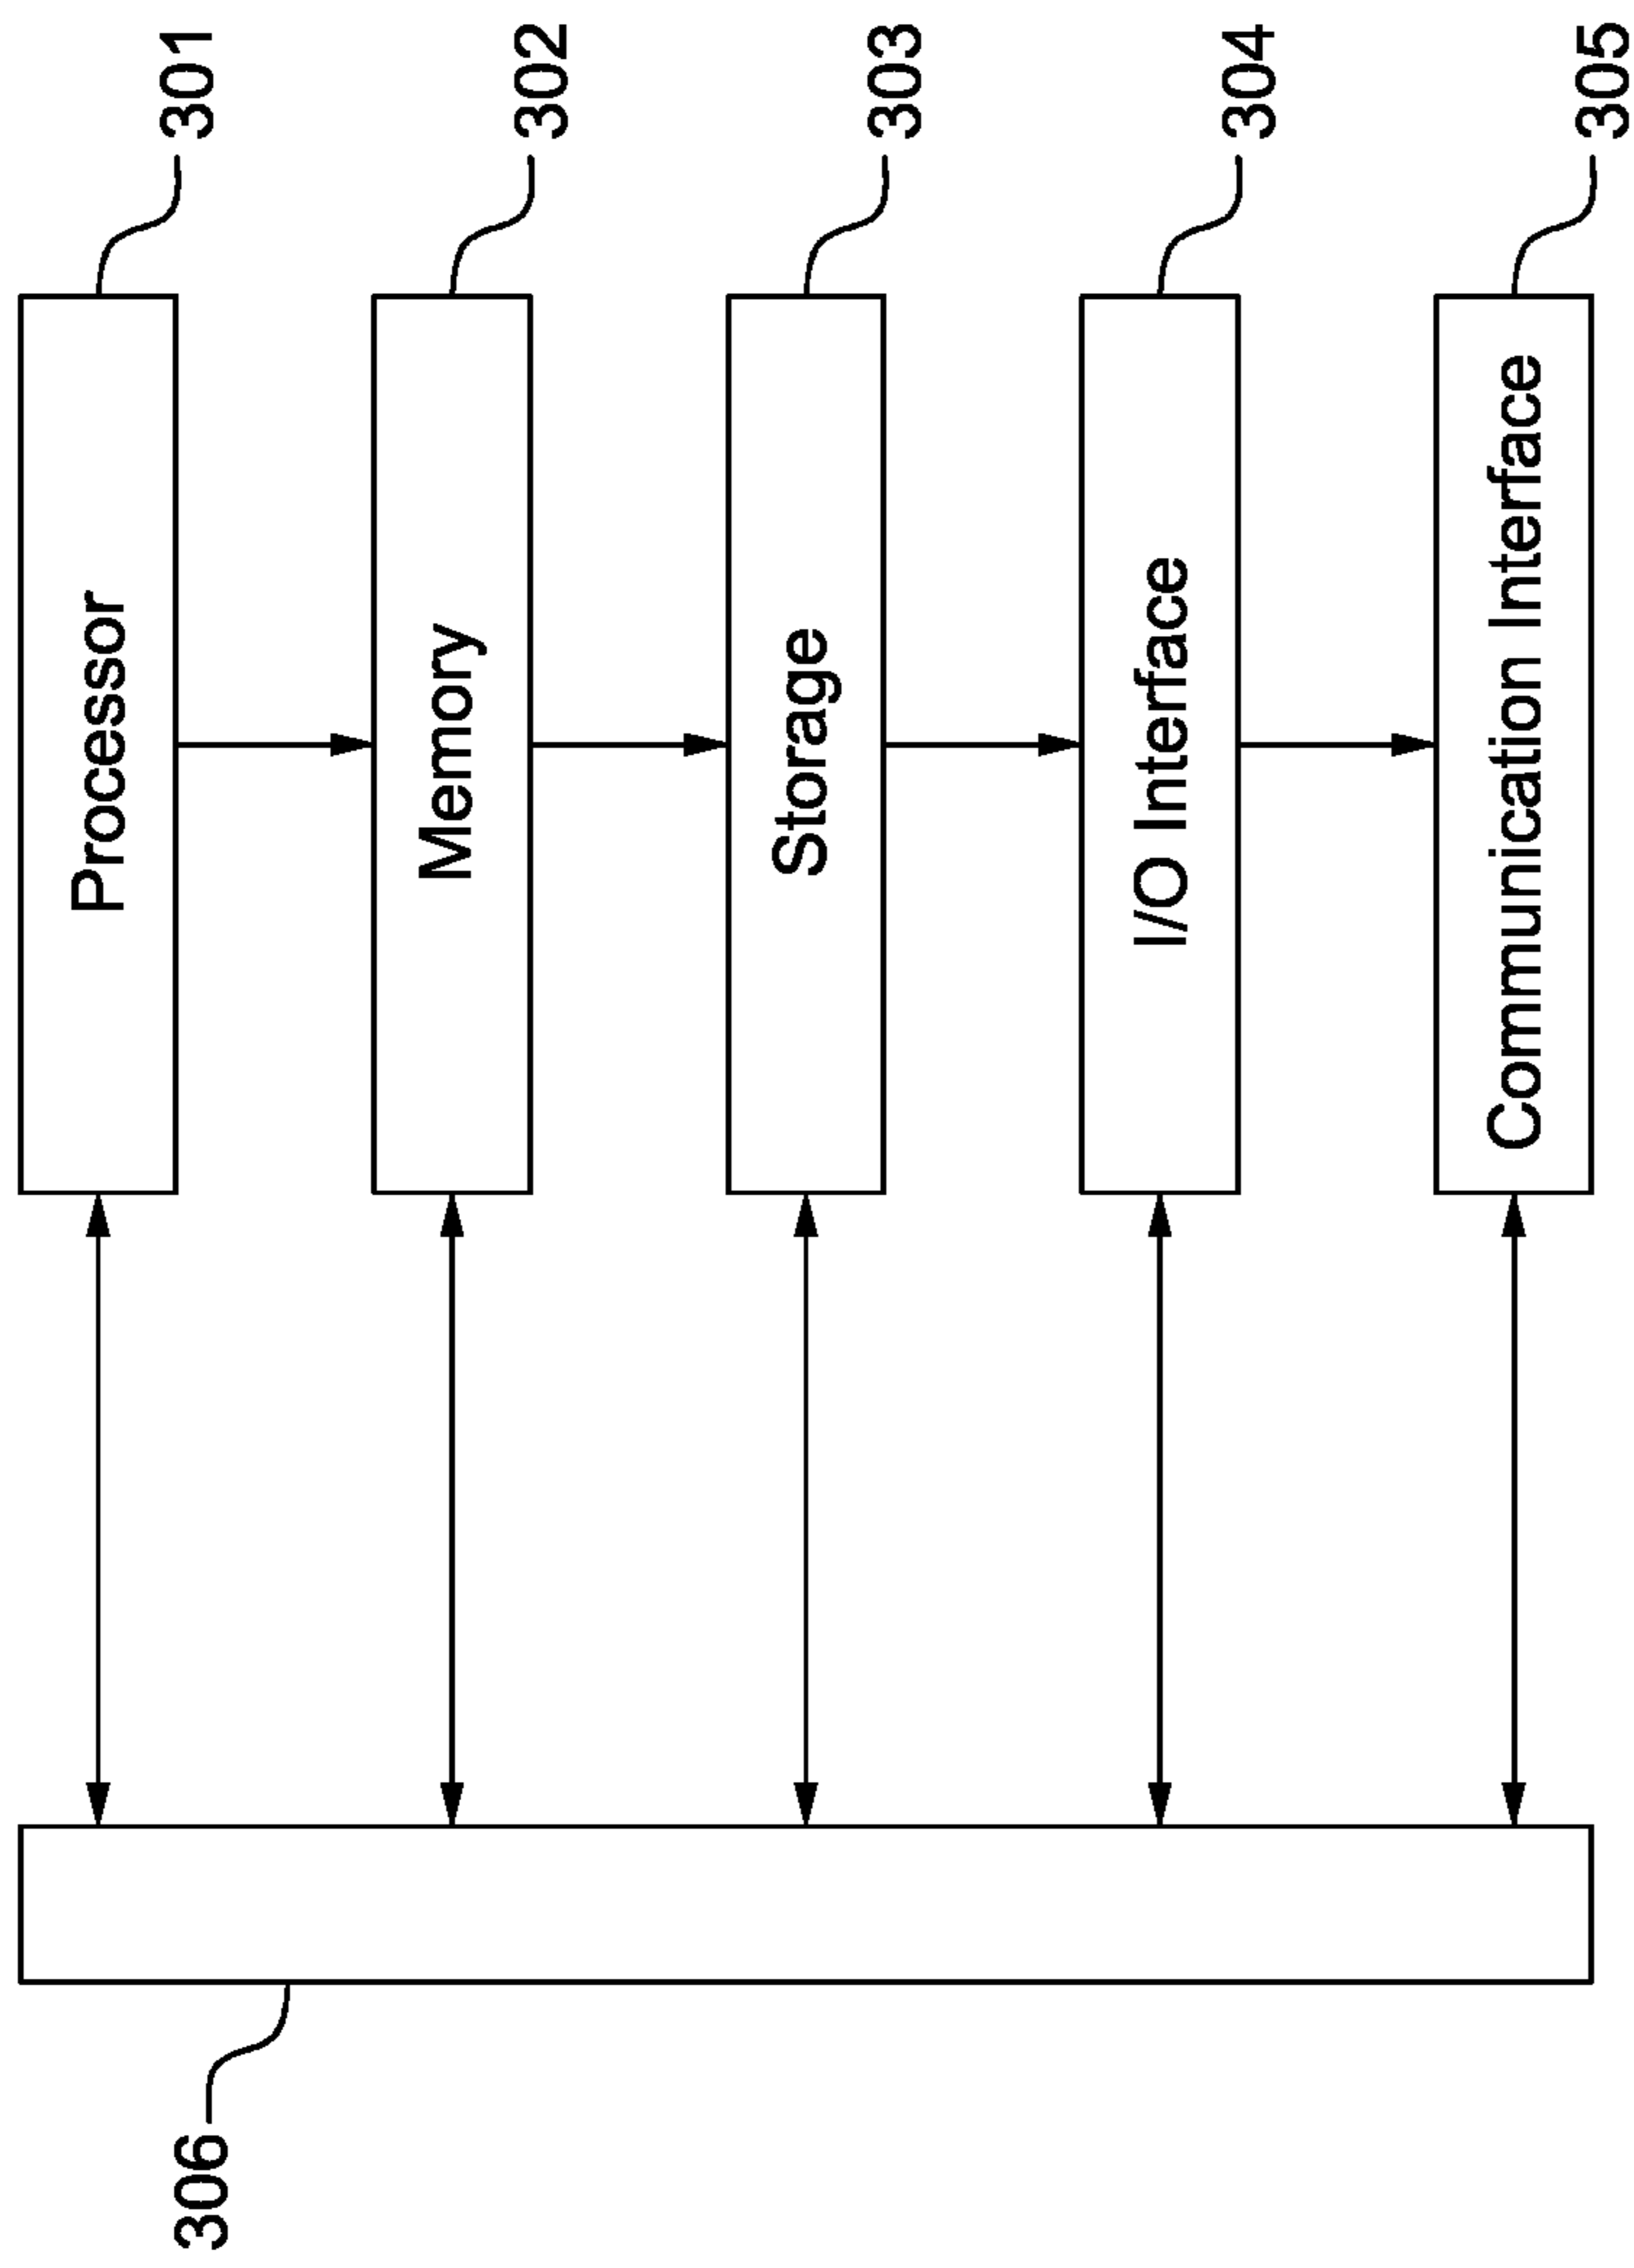 306
Processor
301
Memory
302
Storage
303
I/O Interface
304
Communication Interface
305